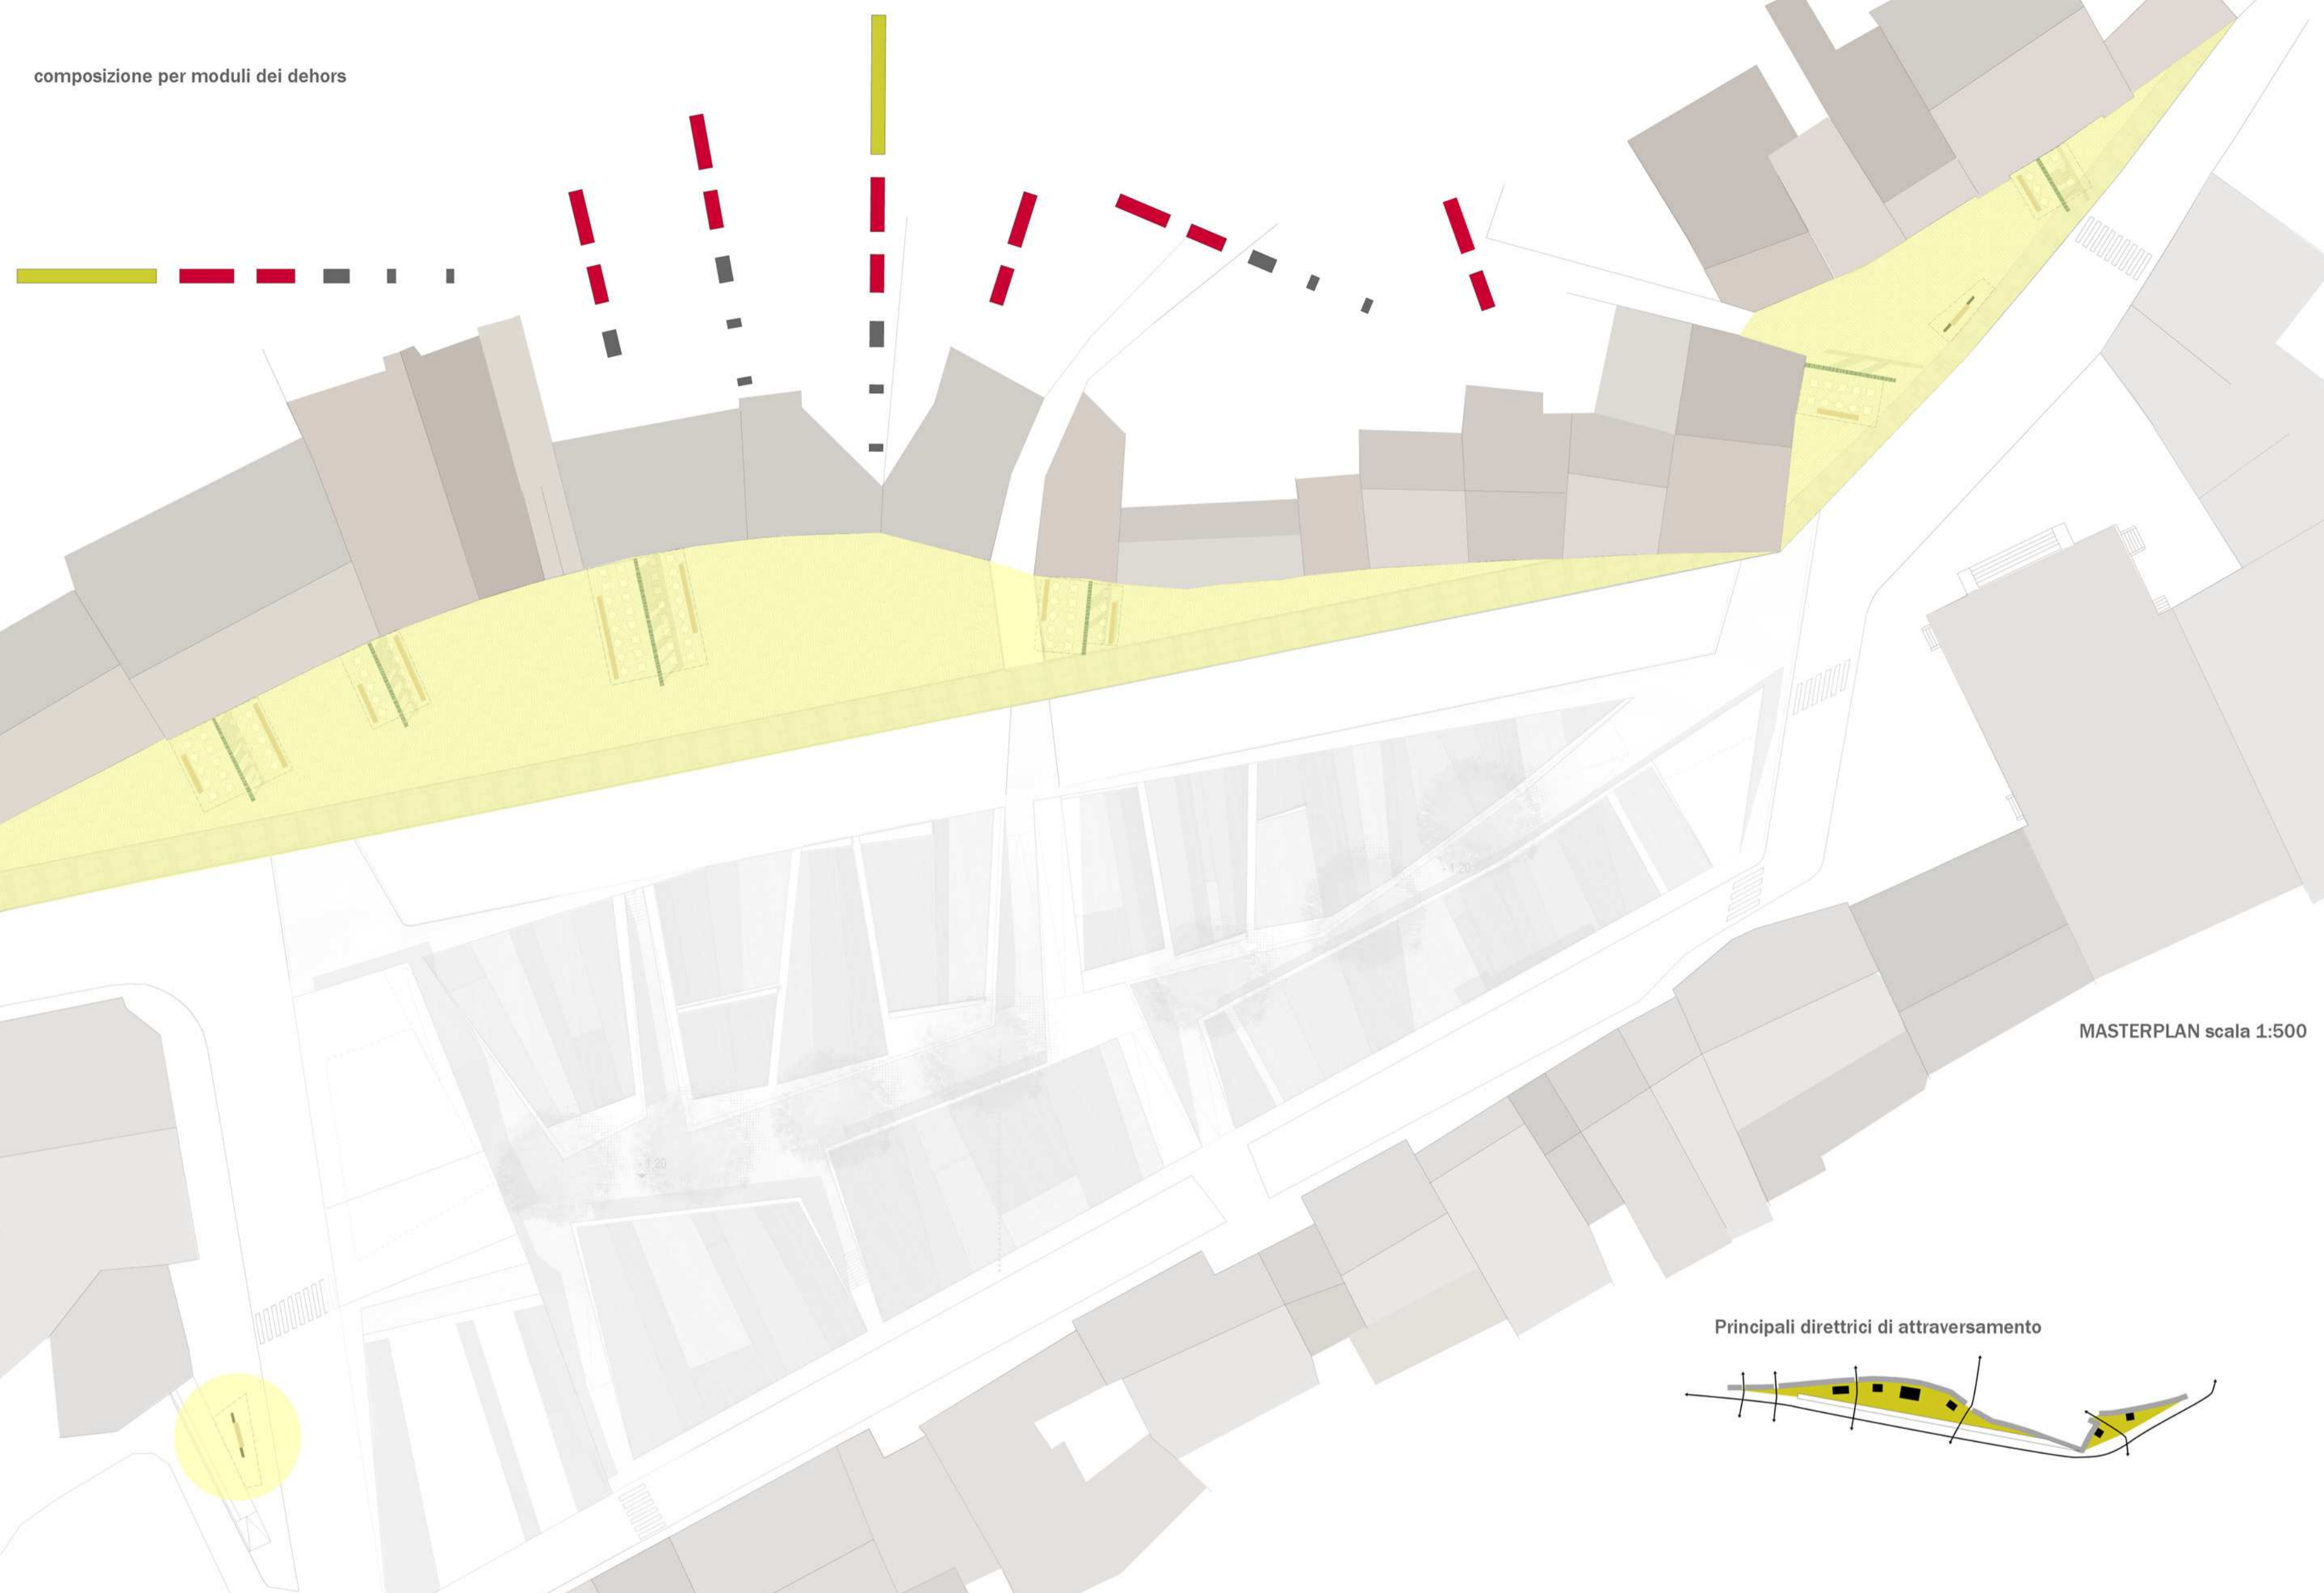 composizione per moduli dei dehors
MASTERPLAN scala 1:500
Principali direttrici di attraversamento